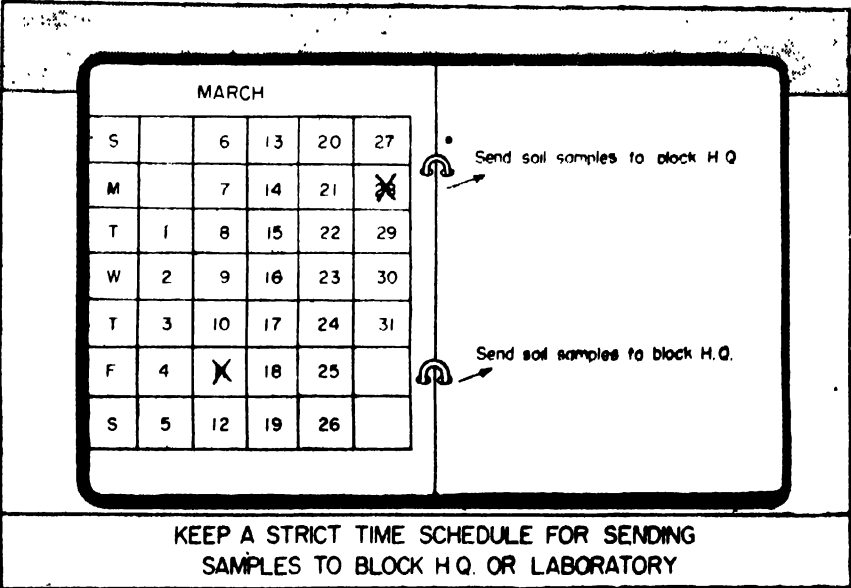 MARCH
S 6 13 20 27
M 7 14 21 28
T 1 8 15 22 29
W 2 9 16 23 30
T 3 10 17 24 31
F 4 18 25
S 5 12 19 26
Send soil samples to block H Q
Send soil samples to block H.Q.
KEEP A STRICT TIME SCHEDULE FOR SENDING
SAMPLES TO BLOCK H Q. OR LABORATORY